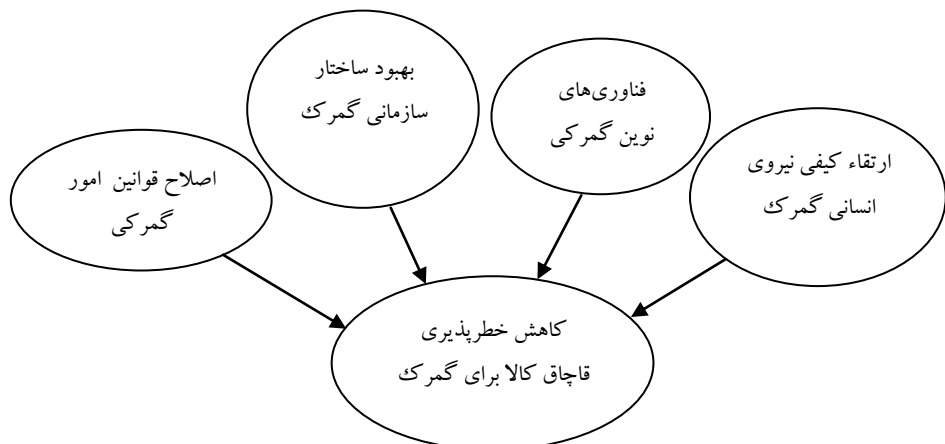 ارتقاء کیفی نیروی
انسانی گمرک
فناوری‌های
نوین گمرکی
بهبود ساختار
سازمانی گمرک
اصلاح قوانین امور
گمرکی
کاهش خطرپذیری
قاچاق کالا برای گمرک